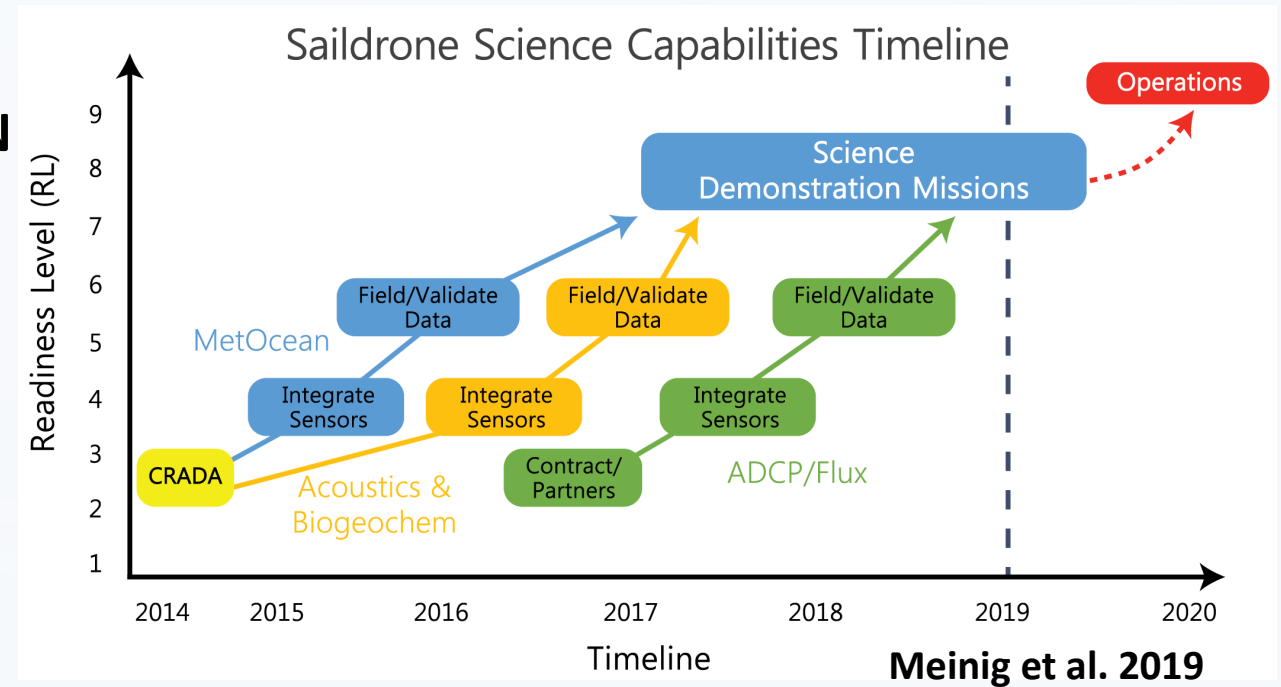 Saildrone Science Capabilities Timeline
N
Readiness Level (RL)
9
8
7
6
5
4
3
2
1
Operations
Science
Demonstration Missions
Field/Validate
Data
Field/Validate
Data
Field/Validate
Data
MetOcean
Integrate
Sensors
Integrate
Sensors
Integrate
Sensors
CRADA
Acoustics &
Biogeochem
Contract/
Partners
ADCP/Flux
2014 2015 2016 2017 2018 2019 2020
Timeline
Meinig et al. 2019